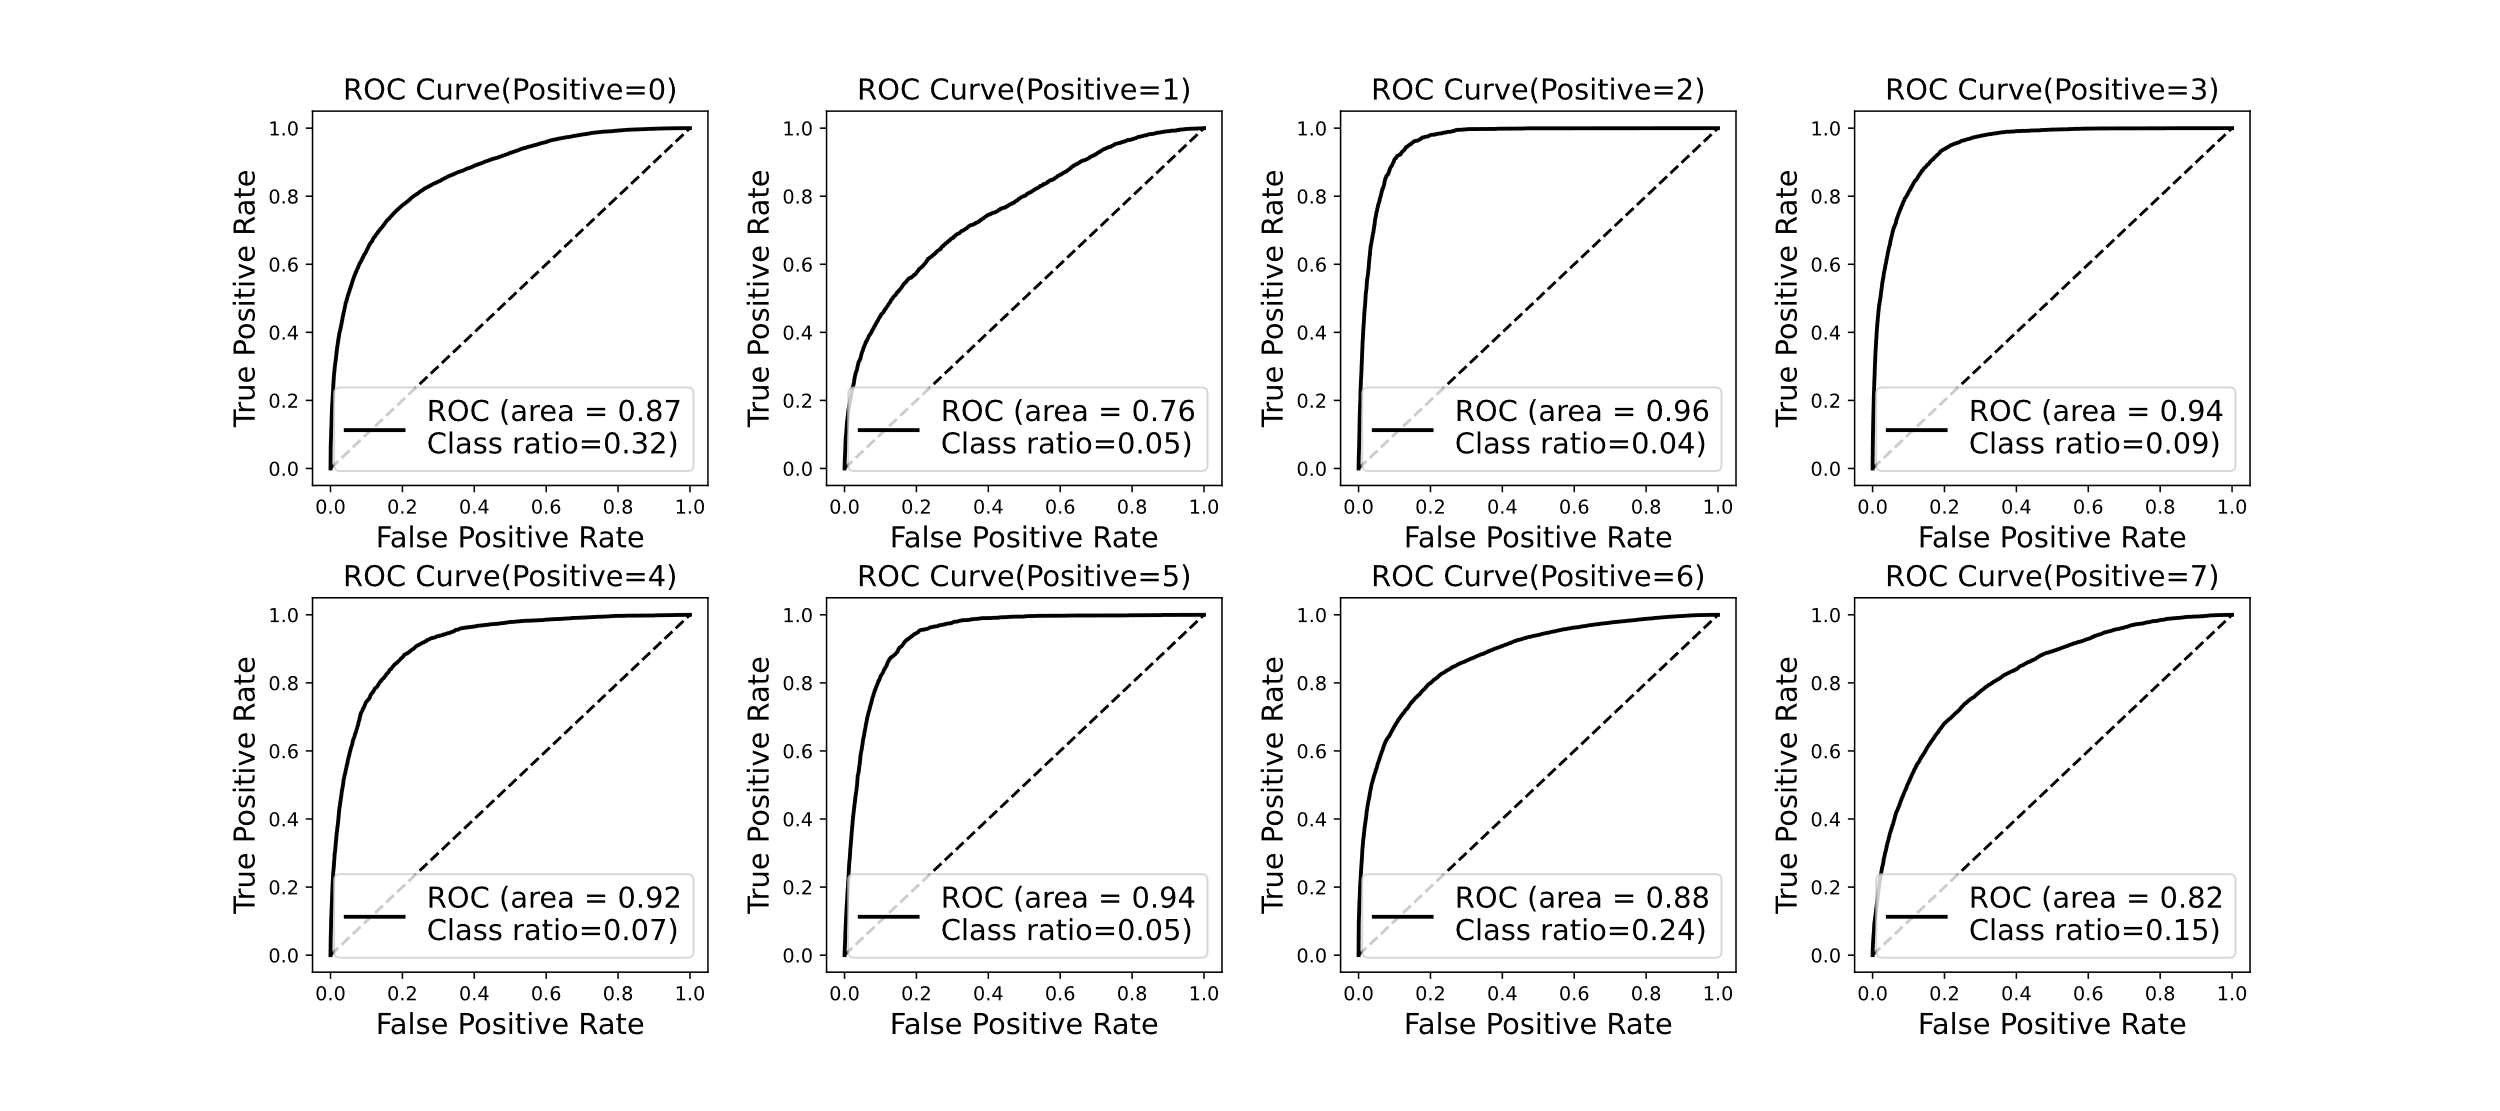 ROC Curve(Positive=0)
True Positive Rate
1.0
0.8
0.6
0.4
0.2
0.0
ROC (area = 0.87
Class ratio=0.32)
0.0 0.2 0.4 0.6 0.8 1.0
False Positive Rate
ROC Curve(Positive=1)
True Positive Rate
1.0
0.8
0.6
0.4
0.2
0.0
ROC (area = 0.76
Class ratio=0.05)
0.0 0.2 0.4 0.6 0.8 1.0
False Positive Rate
ROC Curve(Positive=2)
True Positive Rate
1.0
0.8
0.6
0.4
0.2
0.0
ROC (area = 0.96
Class ratio=0.04)
0.0 0.2 0.4 0.6 0.8 1.0
False Positive Rate
ROC Curve(Positive=3)
True Positive Rate
1.0
0.8
0.6
0.4
0.2
0.0
ROC (area = 0.94
Class ratio=0.09)
0.0 0.2 0.4 0.6 0.8 1.0
False Positive Rate
ROC Curve(Positive=4)
True Positive Rate
1.0
0.8
0.6
0.4
0.2
0.0
ROC (area = 0.92
Class ratio=0.07)
0.0 0.2 0.4 0.6 0.8 1.0
False Positive Rate
ROC Curve(Positive=5)
True Positive Rate
1.0
0.8
0.6
0.4
0.2
0.0
ROC (area = 0.94
Class ratio=0.05)
0.0 0.2 0.4 0.6 0.8 1.0
False Positive Rate
ROC Curve(Positive=6)
True Positive Rate
1.0
0.8
0.6
0.4
0.2
0.0
ROC (area = 0.88
Class ratio=0.24)
0.0 0.2 0.4 0.6 0.8 1.0
False Positive Rate
ROC Curve(Positive=7)
True Positive Rate
1.0
0.8
0.6
0.4
0.2
0.0
ROC (area = 0.82
Class ratio=0.15)
0.0 0.2 0.4 0.6 0.8 1.0
False Positive Rate